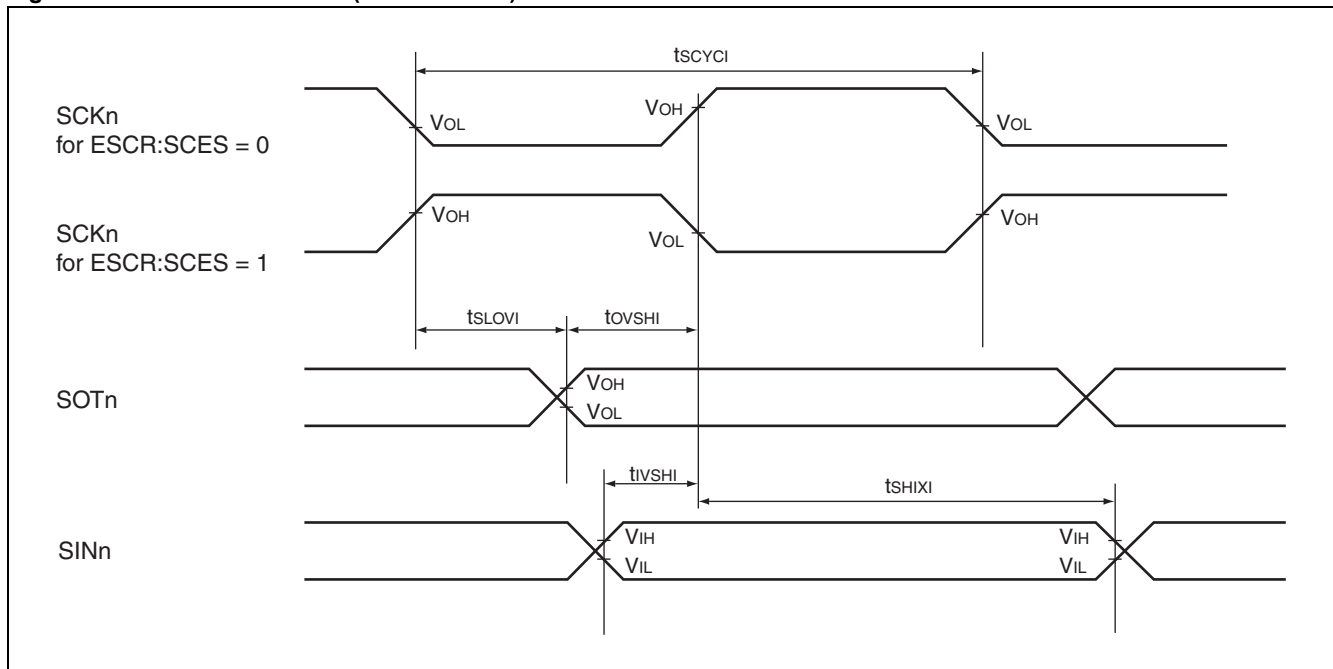 tSCYCI
SCKn
for ESCR:SCES = 0
VOL
VOH
VOL
SCKn
for ESCR:SCES = 1
VOH
VOL
VOH
tSLOVI
tOVSHI
SOTn
VOH
VOL
tIVSHI
tSHIXI
SINn
VIH
VIL
VIH
VIL